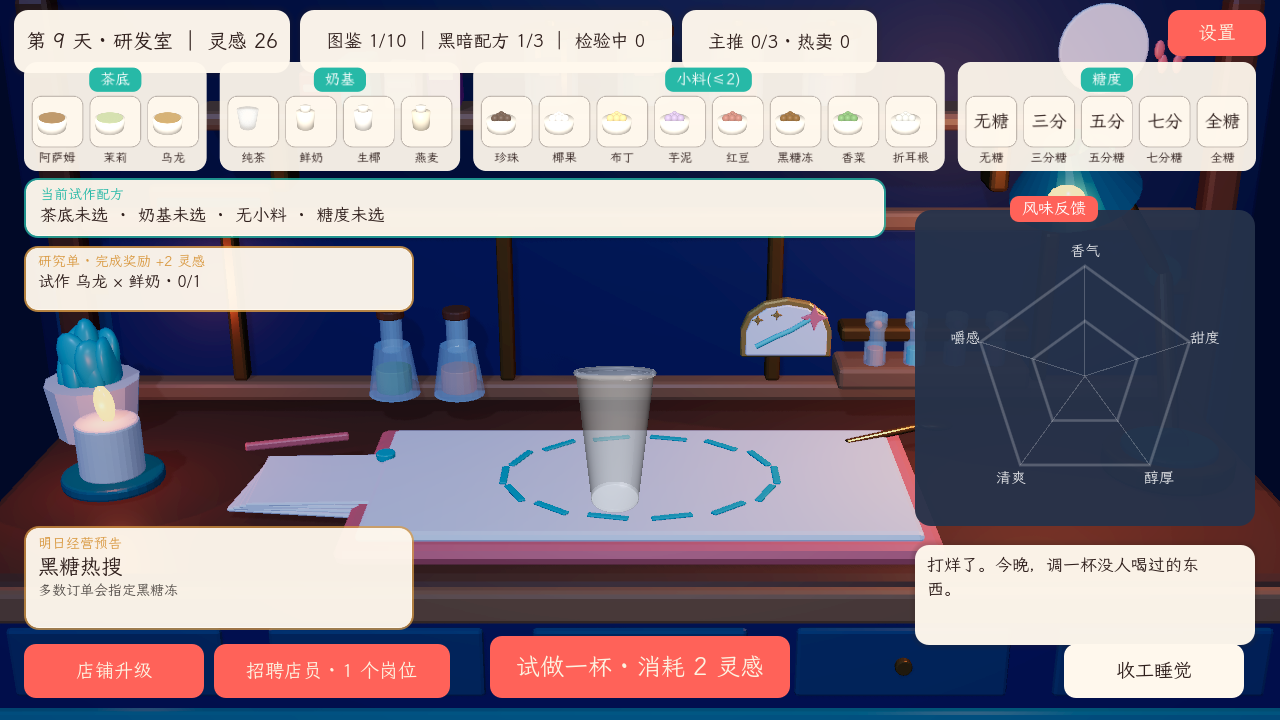 第 9 天・研发室 ｜ 灵感 26
图鉴 1/10 ｜ 黑暗配方 1/3 ｜ 检验中 0
主推 0/3・热卖 0
设置
茶底
阿萨姆 茉莉 乌龙
奶基
纯茶 鲜奶 生椰 燕麦
小料(≤2)
珍珠 椰果 布丁 芋泥 红豆 黑糖冻 香菜 折耳根
糖度
无糖 三分 五分 七分 全糖
无糖 三分糖 五分糖 七分糖 全糖
当前试作配方
茶底未选 ・ 奶基未选 ・ 无小料 ・ 糖度未选
研究单・完成奖励 +2 灵感
试作 乌龙 × 鲜奶・0/1
风味反馈
香气
嚼感
甜度
清爽
醇厚
明日经营预告
黑糖热搜
多数订单会指定黑糖冻
打烊了。今晚，调一杯没人喝过的东
西。
店铺升级
招聘店员・1 个岗位
试做一杯・消耗 2 灵感
收工睡觉